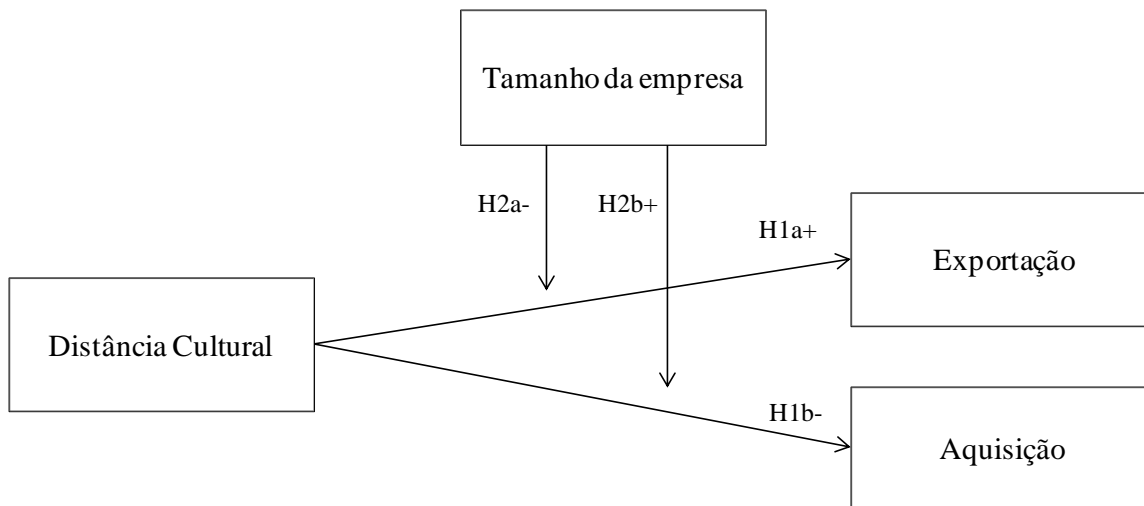 Tamanho da empresa
H2a-
H2b+
H1a+
Exportação
Distância Cultural
H1b-
Aquisição